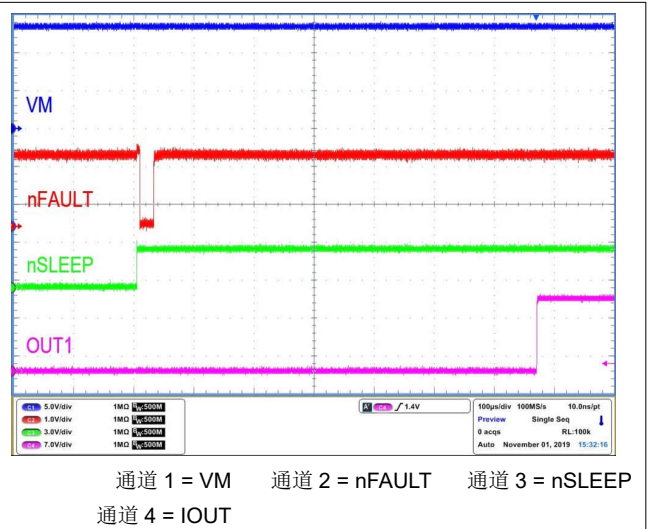 VM
nFAULT
nSLEEP
OUT1
C1 5.0V/div 1MΩ BW:500M
C2 1.0V/div 1MΩ BW:500M
C3 3.0V/div 1MΩ BW:500M
C4 7.0V/div 1MΩ BW:500M
A' C4 / 1.4V
100μs/div 100MS/s 10.0ns/pt
Preview Single Seq
0 acqs RL:100k
Auto November 01, 2019 15:32:16
通道 1 = VM 通道 2 = nFAULT 通道 3 = nSLEEP
通道 4 = IOUT